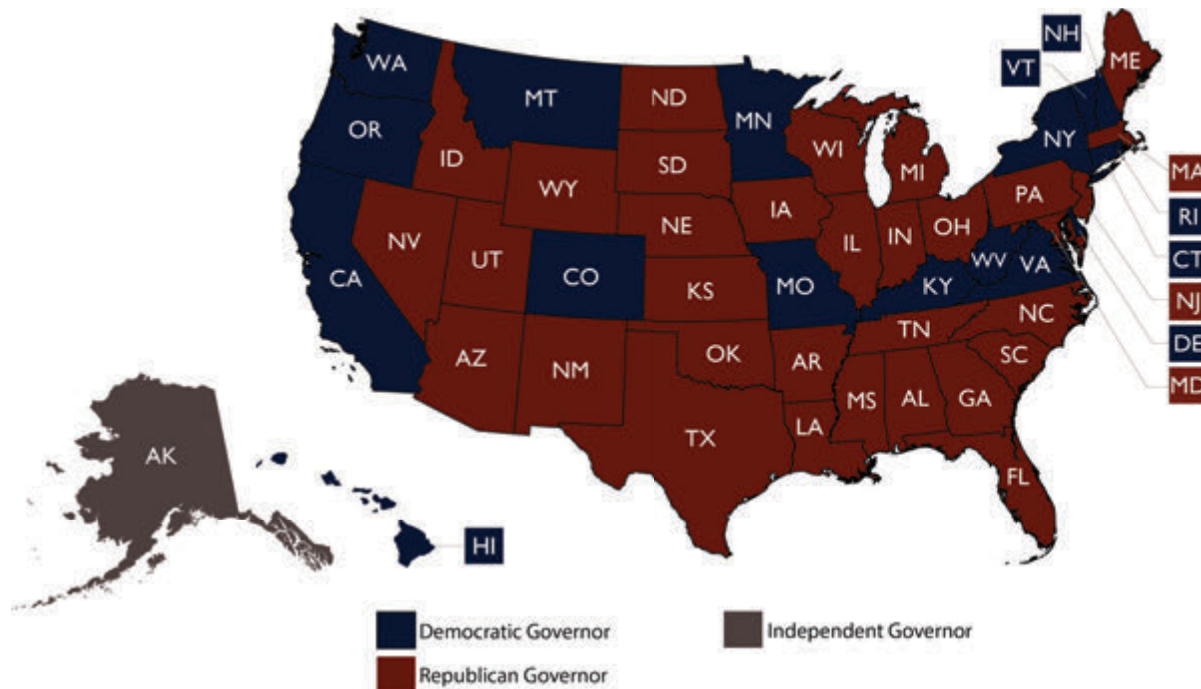 NH
VT
ME
WA
MT
ND
MN
OR
NY
ID
SD
WI
MI
MA
WY
RI
PA
IA
NE
OH
CT
NV
IL
IN
UT
CO
WV
VA
CA
MO
KY
KS
NJ
TN
NC
DE
AZ
OK
NM
AR
SC
MD
MS
AL
GA
TX
LA
AK
FL
HI
Democratic Governor
Independent Governor
Republican Governor